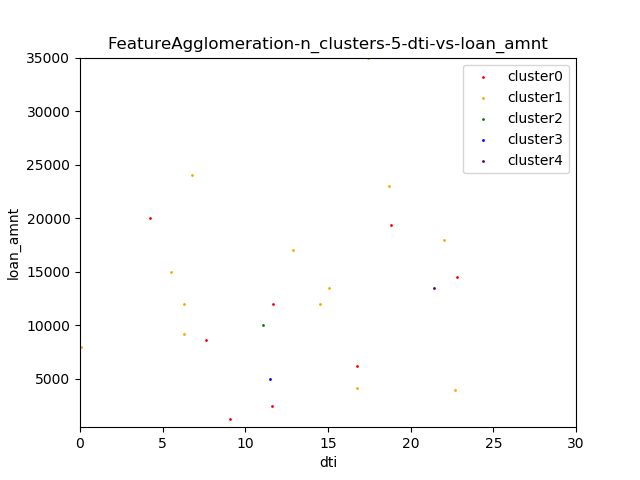 FeatureAgglomeration-n_clusters-5-dti-vs-loan_amnt
35000
30000
25000
20000
15000
10000
5000
loan_amnt
cluster0
cluster1
cluster2
cluster3
cluster4
0 5 10 15 20 25 30
dti